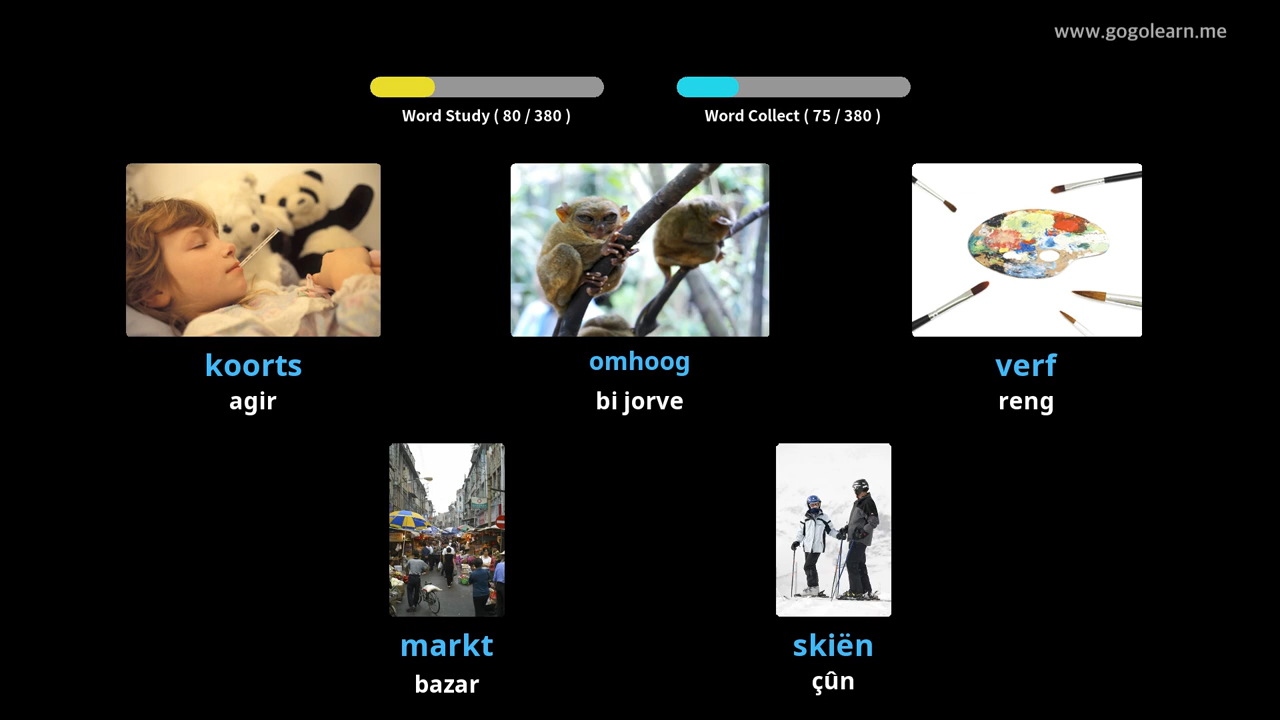 www.gogolearn.me
Word Study ( 80 / 380 )
Word Collect ( 75 / 380 )
koorts
agir
omhoog
bi jorve
verf
reng
markt
bazar
skiën
çûn